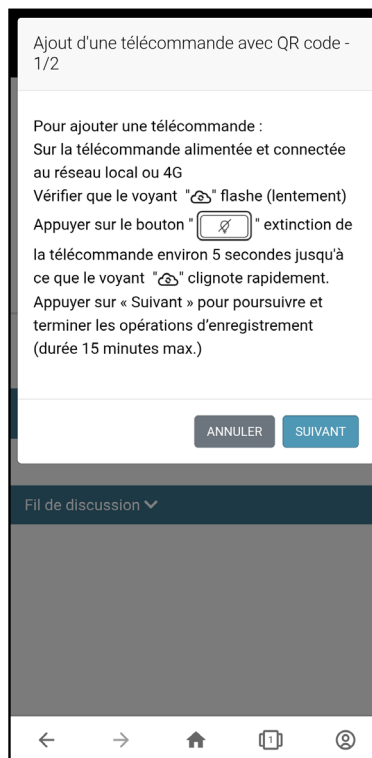 Ajout d'une télécommande avec QR code -
1/2
Pour ajouter une télécommande :
Sur la télécommande alimentée et connectée
au réseau local ou 4G
Vérifier que le voyant "" flashe (lentement)
Appuyer sur le bouton "" extinction de
la télécommande environ 5 secondes jusqu'à
ce que le voyant "" clignote rapidement.
Appuyer sur « Suivant » pour poursuivre et
terminer les opérations d'enregistrement
(durée 15 minutes max.)
ANNULER SUIVANT
Fil de discussion
1